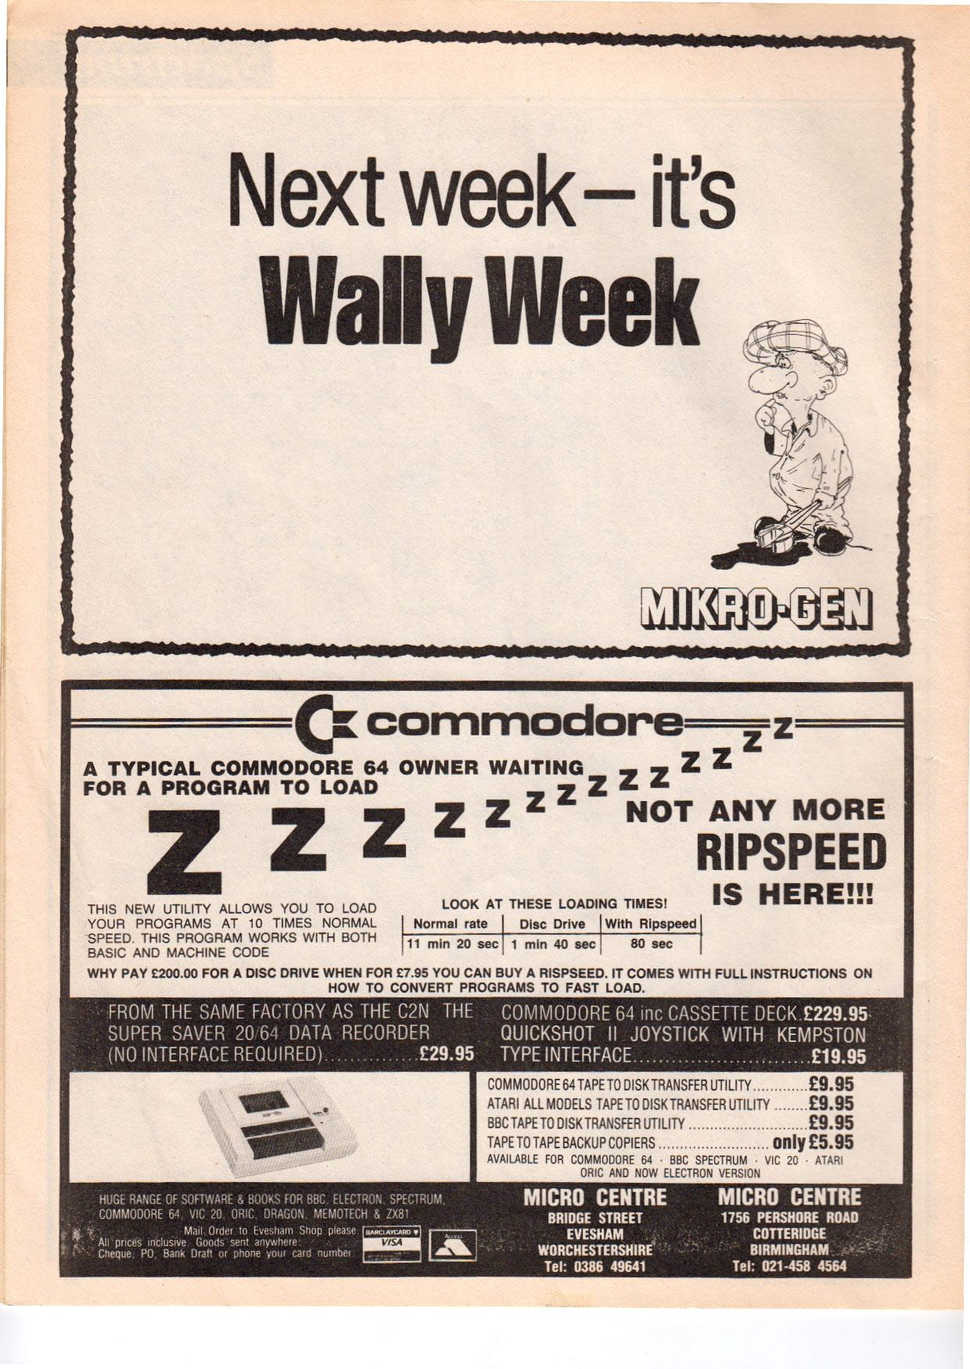 Next week – it's
Wally Week
MIKRO-GEN
commodore
A TYPICAL COMMODORE 64 OWNER WAITING
FOR A PROGRAM TO LOAD
Z Z Z Z Z Z Z Z Z Z Z Z Z Z
NOT ANY MORE
RIPSPEED
IS HERE!!!
THIS NEW UTILITY ALLOWS YOU TO LOAD
YOUR PROGRAMS AT 10 TIMES NORMAL
SPEED. THIS PROGRAM WORKS WITH BOTH
BASIC AND MACHINE CODE
LOOK AT THESE LOADING TIMES!
Normal rate | Disc Drive | With Ripspeed
11 min 20 sec | 1 min 40 sec | 80 sec
WHY PAY £200.00 FOR A DISC DRIVE WHEN FOR £7.95 YOU CAN BUY A RISPSEED. IT COMES WITH FULL INSTRUCTIONS ON
HOW TO CONVERT PROGRAMS TO FAST LOAD.
FROM THE SAME FACTORY AS THE C2N THE
SUPER SAVER 20/64 DATA RECORDER
(NO INTERFACE REQUIRED)..............£29.95
COMMODORE 64 inc CASSETTE DECK.£229.95
QUICKSHOT II JOYSTICK WITH KEMPSTON
TYPE INTERFACE...........................£19.95
COMMODORE 64 TAPE TO DISK TRANSFER UTILITY.............£9.95
ATARI ALL MODELS TAPE TO DISK TRANSFER UTILITY ........£9.95
BBC TAPE TO DISK TRANSFER UTILITY ............................£9.95
TAPE TO TAPE BACKUP COPIERS .......................... only £5.95
AVAILABLE FOR COMMODORE 64 · BBC SPECTRUM · VIC 20 · ATARI
ORIC AND NOW ELECTRON VERSION
HUGE RANGE OF SOFTWARE & BOOKS FOR BBC, ELECTRON, SPECTRUM,
COMMODORE 64, VIC 20, ORIC, DRAGON, MEMOTECH & ZX81
Mail Order to Evesham Shop please
All prices inclusive. Goods sent anywhere.
Cheque, PO, Bank Draft or phone your card number
BARCLAYCARD
VISA
Access
MICRO CENTRE
BRIDGE STREET
EVESHAM
WORCHESTERSHIRE
Tel: 0386 49641
MICRO CENTRE
1756 PERSHORE ROAD
COTTERIDGE
BIRMINGHAM
Tel: 021-458 4564